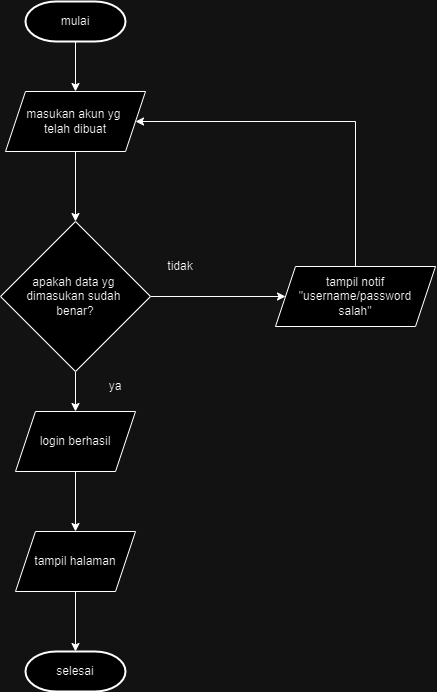 mulai
masukan akun yg
telah dibuat
tidak
apakah data yg
dimasukan sudah
benar?
tampil notif
"username/password
salah"
ya
login berhasil
tampil halaman
selesai